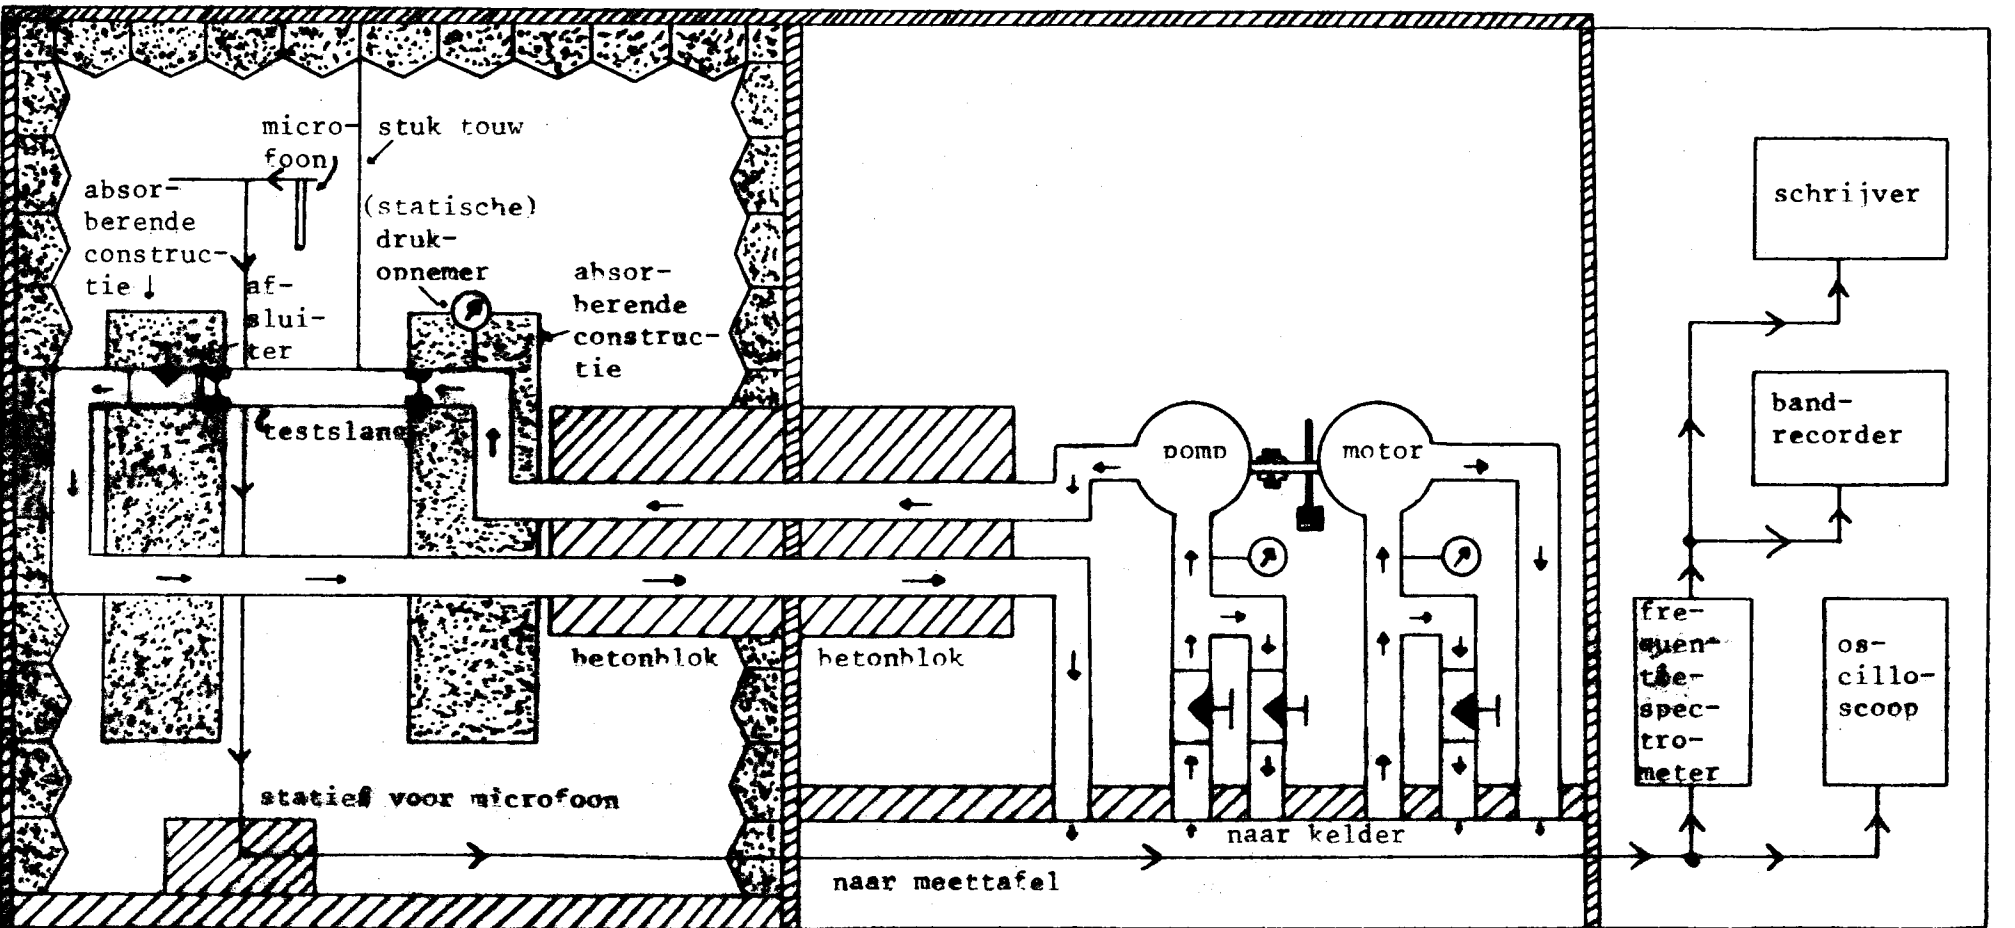 micro-
foon
stuk touw
absor-
berende
construc-
tie
(statische)
druk-
opnemer
af-
slui-
ter
absor-
berende
construc-
tie
testslang
pomp
motor
betonblok
betonblok
statief voor microfoon
naar kelder
naar meettafel
schrijver
band-
recorder
fre-
quen-
tie-
spec-
tro-
meter
os-
cillo-
scoop